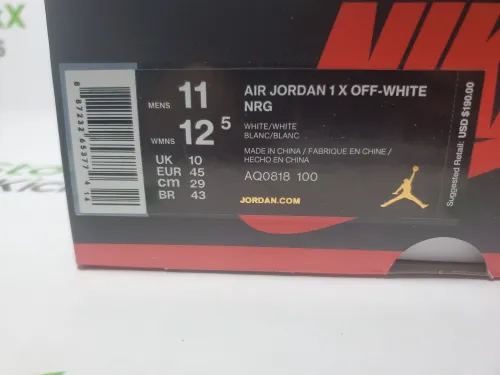 NIKE
MENS 11
WMNS 12 5
UK 10
EUR 45
cm 29
BR 43
AIR JORDAN 1 X OFF-WHITE
NRG
WHITE/WHITE
BLANC/BLANC
MADE IN CHINA / FABRIQUE EN CHINE /
HECHO EN CHINA
AQ0818 100
JORDAN.COM
Suggested Retail: USD $190.00